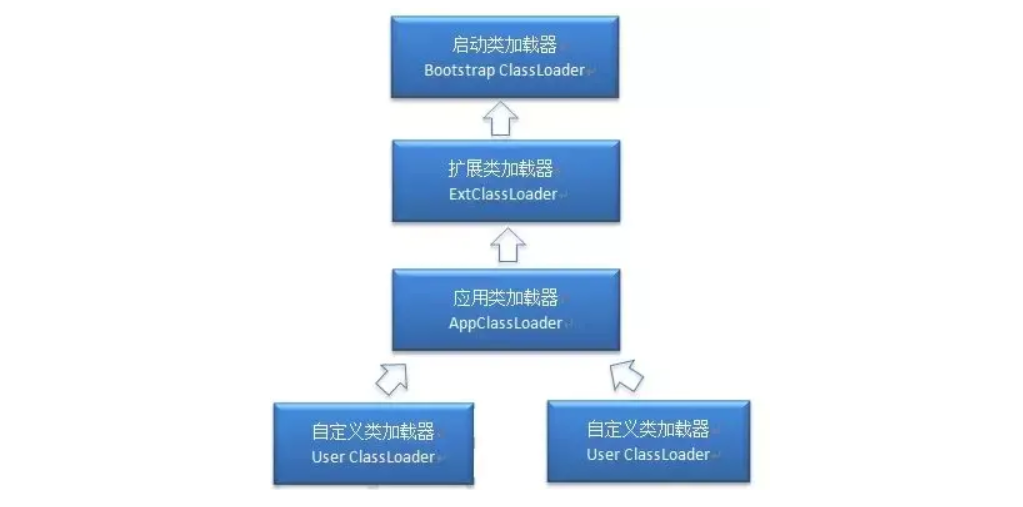 启动类加载器
Bootstrap ClassLoader
扩展类加载器
ExtClassLoader
应用类加载器
AppClassLoader
自定义类加载器
User ClassLoader
自定义类加载器
User ClassLoader